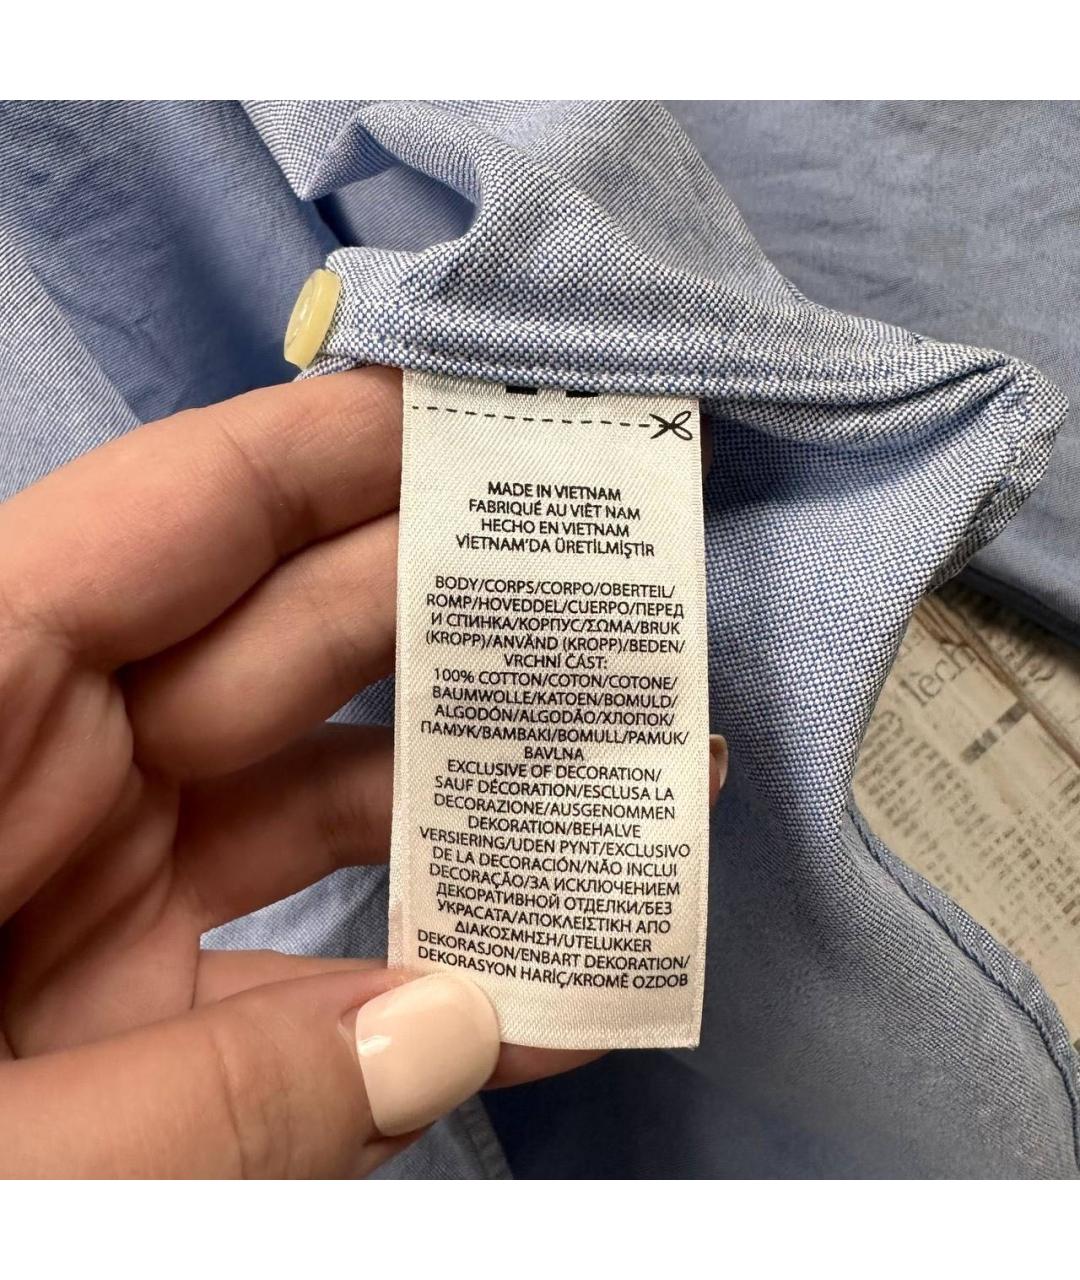 MADE IN VIETNAM
FABRIQUÉ AU VIÊT NAM
HECHO EN VIETNAM
VİETNAM'DA ÜRETİLMİŞTİR
BODY/CORPS/CORPO/OBERTEIL/
ROMP/HOVEDDEL/CUERPO/ПЕРЕД
И СПИНКА/КОРПУС/ΣΩΜΑ/BRUK
(KROPP)/ANVÄND (KROPP)/BEDEN/
VRCHNÍ ČÁST:
100% COTTON/COTON/COTONE/
BAUMWOLLE/KATOEN/BOMULD/
ALGODÓN/ALGODÃO/ХЛОПОК/
ПАМУК/ΒΑΜΒΑΚΙ/BOMULL/PAMUK/
BAVLNA
EXCLUSIVE OF DECORATION/
SAUF DÉCORATION/ESCLUSA LA
DECORAZIONE/AUSGENOMMEN
DEKORATION/BEHALVE
VERSIERING/UDEN PYNT/EXCLUSIVO
DE LA DECORACIÓN/NÃO INCLUI
DECORAÇÃO/ЗА ИСКЛЮЧЕНИЕМ
ДЕКОРАТИВНОЙ ОТДЕЛКИ/БЕЗ
УКРАСАТА/ΑΠΟΚΛΕΙΣΤΙΚΗ ΑΠΟ
ΔΙΑΚΟΣΜΗΣΗ/UTELUKKER
DEKORASJON/ENBART DEKORATION/
DEKORASYON HARİÇ/KROMĚ OZDOB
Tech